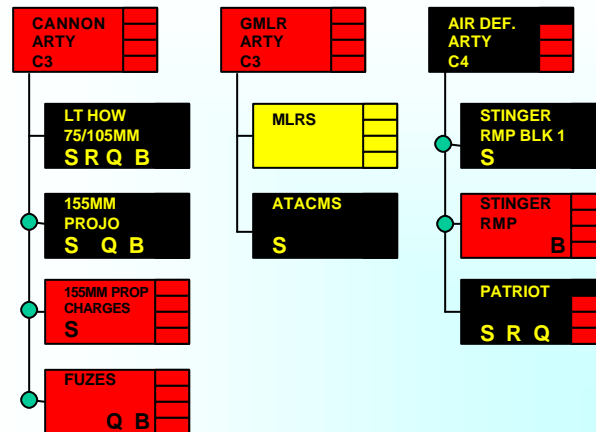 CANNON
ARTY
C3
LT HOW
75/105MM
S R Q B
155MM
PROJO
S Q B
155MM PROP
CHARGES
S
FUZES
Q B
GMLR
ARTY
C3
MLRS
ATACMS
S
AIR DEF.
ARTY
C4
STINGER
RMP BLK 1
S
STINGER
RMP
B
PATRIOT
S R Q